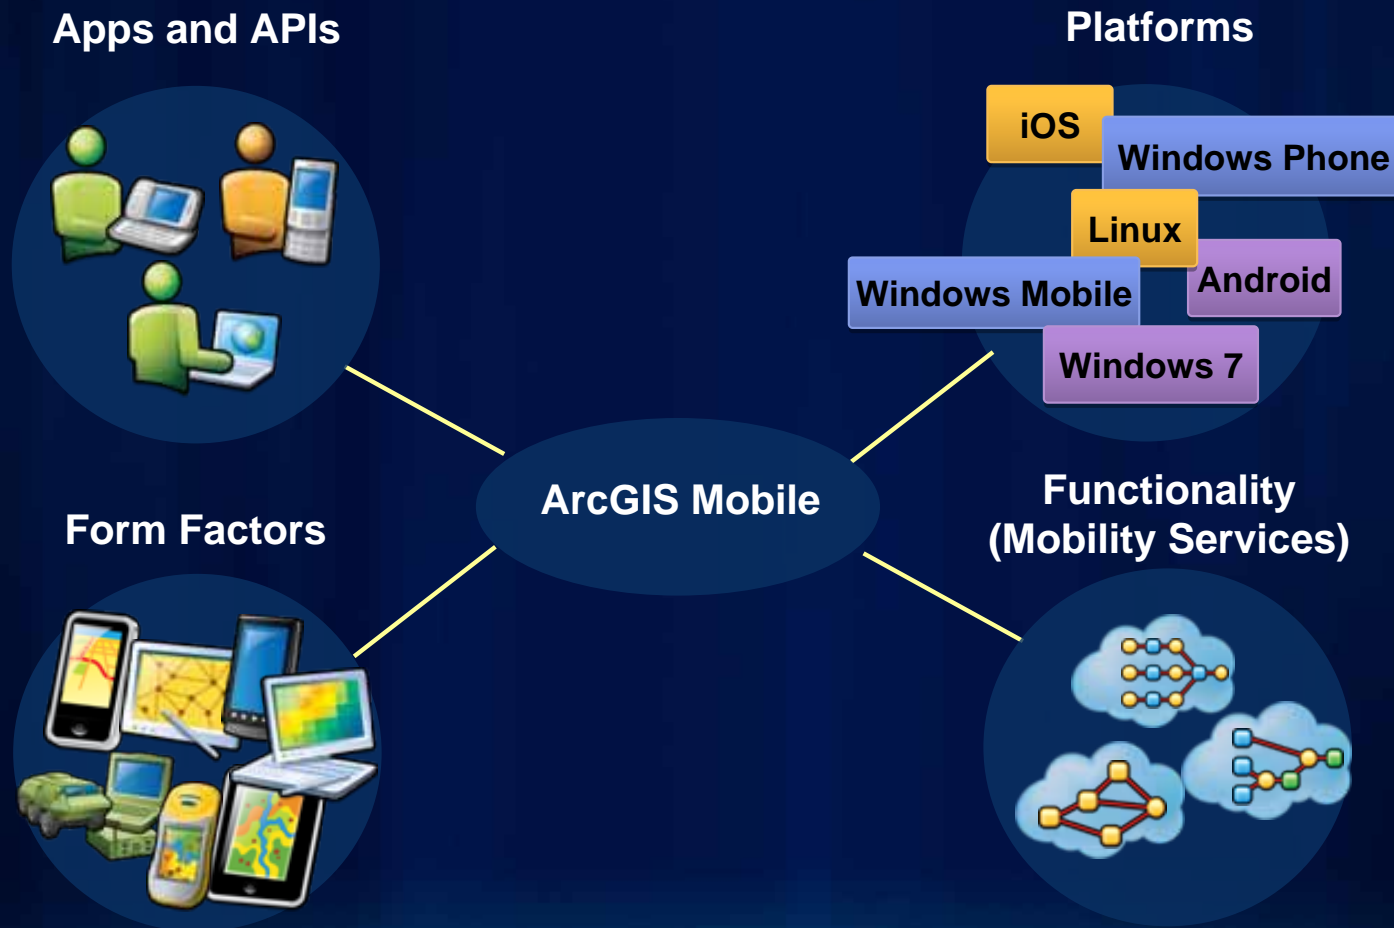 Apps and APIs
Platforms
iOS
Windows Phone
Linux
Android
Windows Mobile
Windows 7
ArcGIS Mobile
Form Factors
Functionality
(Mobility Services)